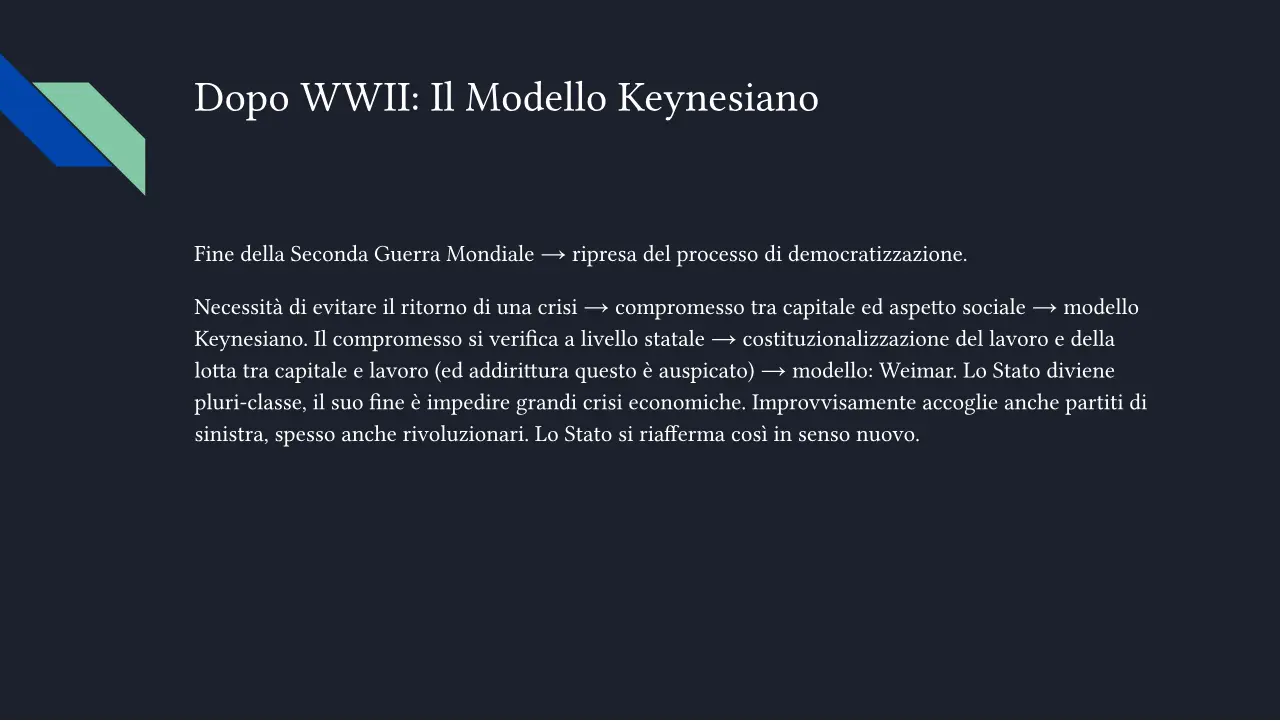 Dopo WWII: Il Modello Keynesiano
Fine della Seconda Guerra Mondiale → ripresa del processo di democratizzazione.
Necessità di evitare il ritorno di una crisi → compromesso tra capitale ed aspetto sociale → modello
Keynesiano. Il compromesso si verifica a livello statale → costituzionalizzazione del lavoro e della
lotta tra capitale e lavoro (ed addirittura questo è auspicato) → modello: Weimar. Lo Stato diviene
pluri-classe, il suo fine è impedire grandi crisi economiche. Improvvisamente accoglie anche partiti di
sinistra, spesso anche rivoluzionari. Lo Stato si riafferma così in senso nuovo.